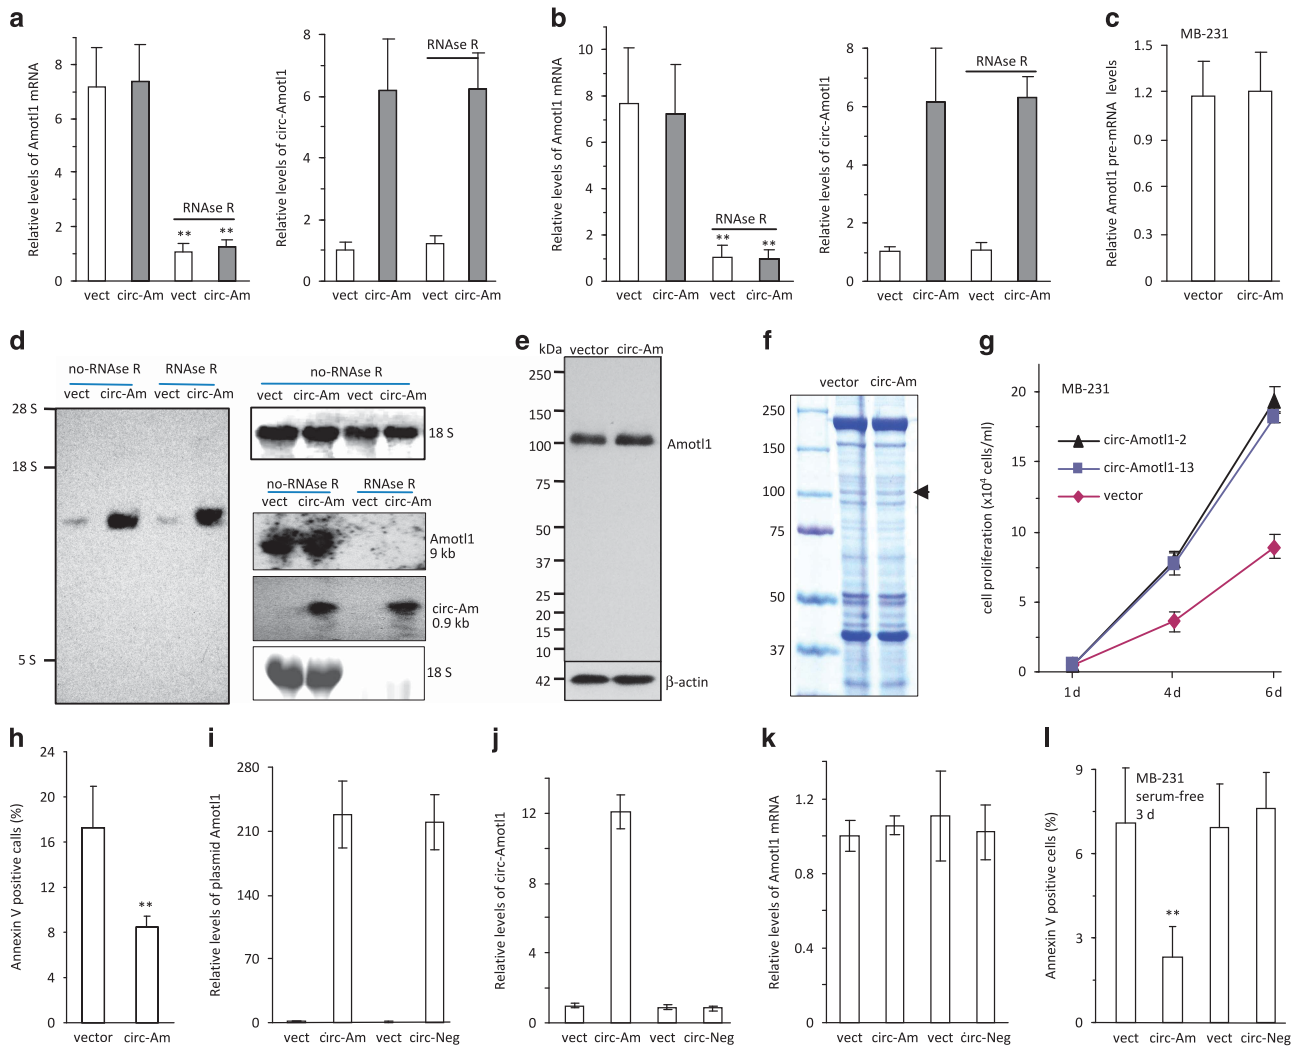 a
Relative levels of Amotl1 mRNA
8
6
4
2
0
RNAse R
** **
vect circ-Am vect circ-Am
Relative levels of circ-Amotl1
8
6
4
2
1
0
RNAse R
vect circ-Am vect circ-Am
b
Relative levels of Amotl1 mRNA
10
8
6
4
2
0
RNAse R
** **
vect circ-Am vect circ-Am
Relative levels of circ-Amotl1
8
6
4
2
1
0
RNAse R
vect circ-Am vect circ-Am
c
MB-231
Relative Amotl1 pre-mRNA levels
1.5
1.2
0.9
0.6
0.3
0
vector circ-Am
d
no-RNAse R RNAse R
vect circ-Am vect circ-Am
28 S
18 S
5 S
no-RNAse R
vect circ-Am vect circ-Am
18 S
no-RNAse R RNAse R
vect circ-Am vect circ-Am
Amotl1
9 kb
circ-Am
0.9 kb
18 S
e
kDa vector circ-Am
250
150
100
75
50
37
25
20
15
10
42
Amotl1
β-actin
f
vector circ-Am
250
150
100
75
50
37
g
cell proliferation (x10⁴ cells/ml)
20
15
10
5
0
MB-231
circ-Amotl1-2
circ-Amotl1-13
vector
1d 4d 6d
h
Annexin V positive calls (%)
24
20
16
12
8
4
0
**
vector circ-Am
i
Relative levels of plasmid Amotl1
280
210
140
70
0
vect circ-Am vect circ-Neg
j
Relative levels of circ-Amotl1
12
8
4
1
0
vect circ-Am vect circ-Neg
k
Relative levels of Amotl1 mRNA
1.2
0.8
0.4
0
vect circ-Am vect circ-Neg
l
Annexin V positive cells (%)
9
6
3
0
MB-231
serum-free
3 d
**
vect circ-Am vect circ-Neg